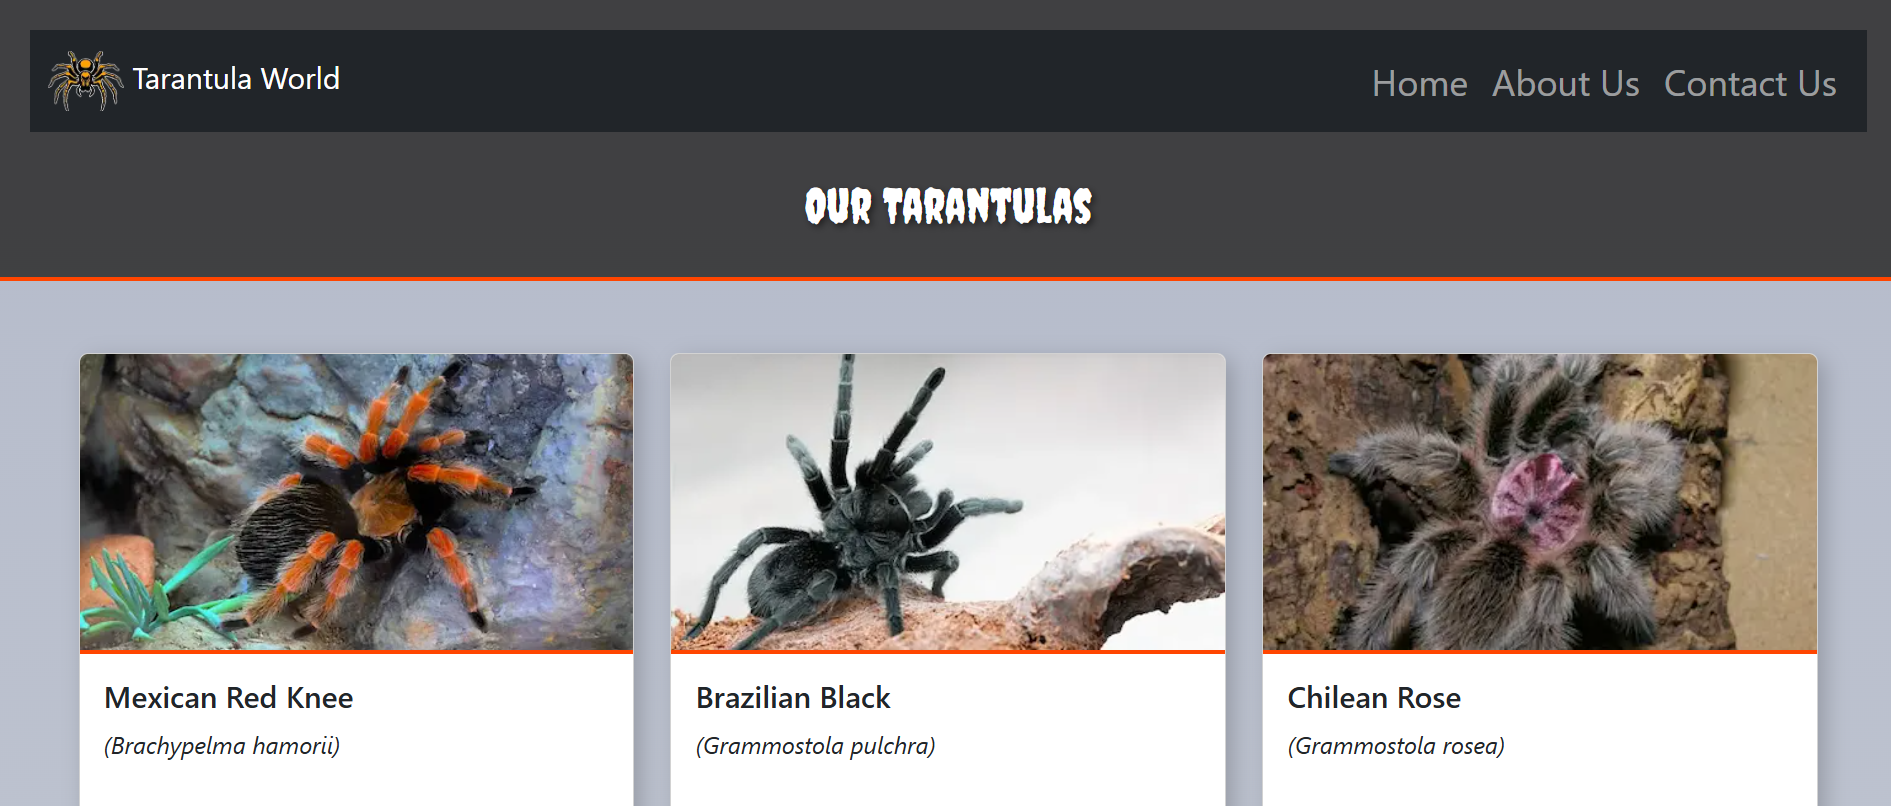 Tarantula World
Home About Us Contact Us
OUR TARANTULAS
Mexican Red Knee
(Brachypelma hamorii)
Brazilian Black
(Grammostola pulchra)
Chilean Rose
(Grammostola rosea)